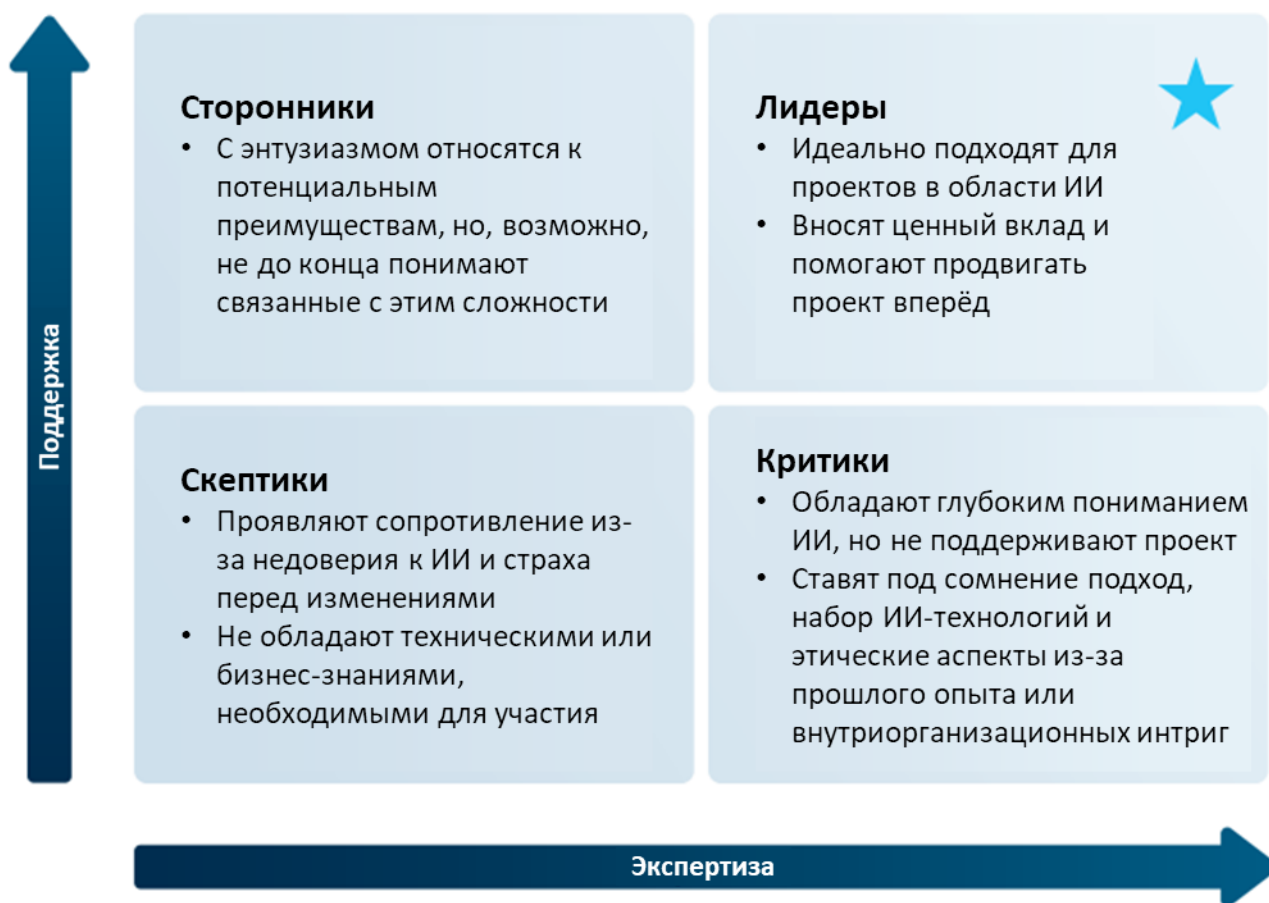 Сторонники
• С энтузиазмом относятся к
потенциальным
преимуществам, но, возможно,
не до конца понимают
связанные с этим сложности
Лидеры
• Идеально подходят для
проектов в области ИИ
• Вносят ценный вклад и
помогают продвигать
проект вперёд
Поддержка
Скептики
• Проявляют сопротивление из-
за недоверия к ИИ и страха
перед изменениями
• Не обладают техническими или
бизнес-знаниями,
необходимыми для участия
Критики
• Обладают глубоким пониманием
ИИ, но не поддерживают проект
• Ставят под сомнение подход,
набор ИИ-технологий и
этические аспекты из-за
прошлого опыта или
внутриорганизационных интриг
Экспертиза